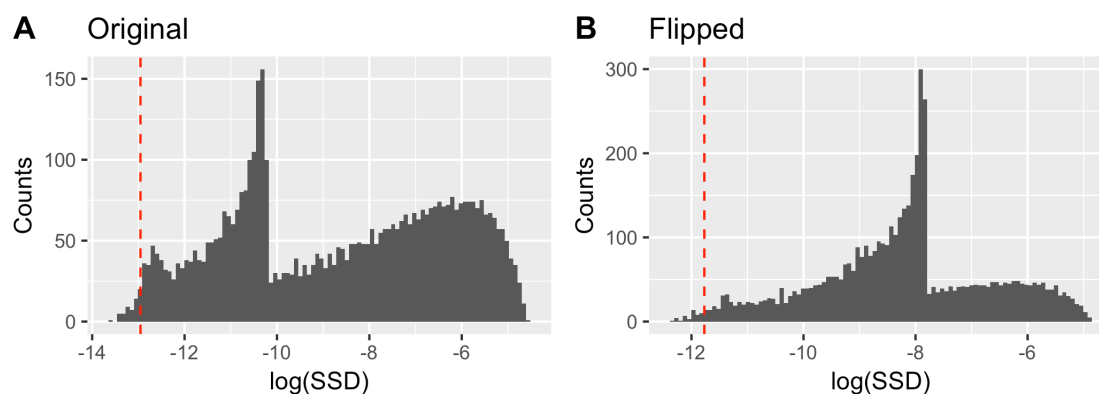 A Original
Counts
150
100
50
0
-14 -12 -10 -8 -6
log(SSD)
B Flipped
Counts
300
200
100
0
-12 -10 -8 -6
log(SSD)